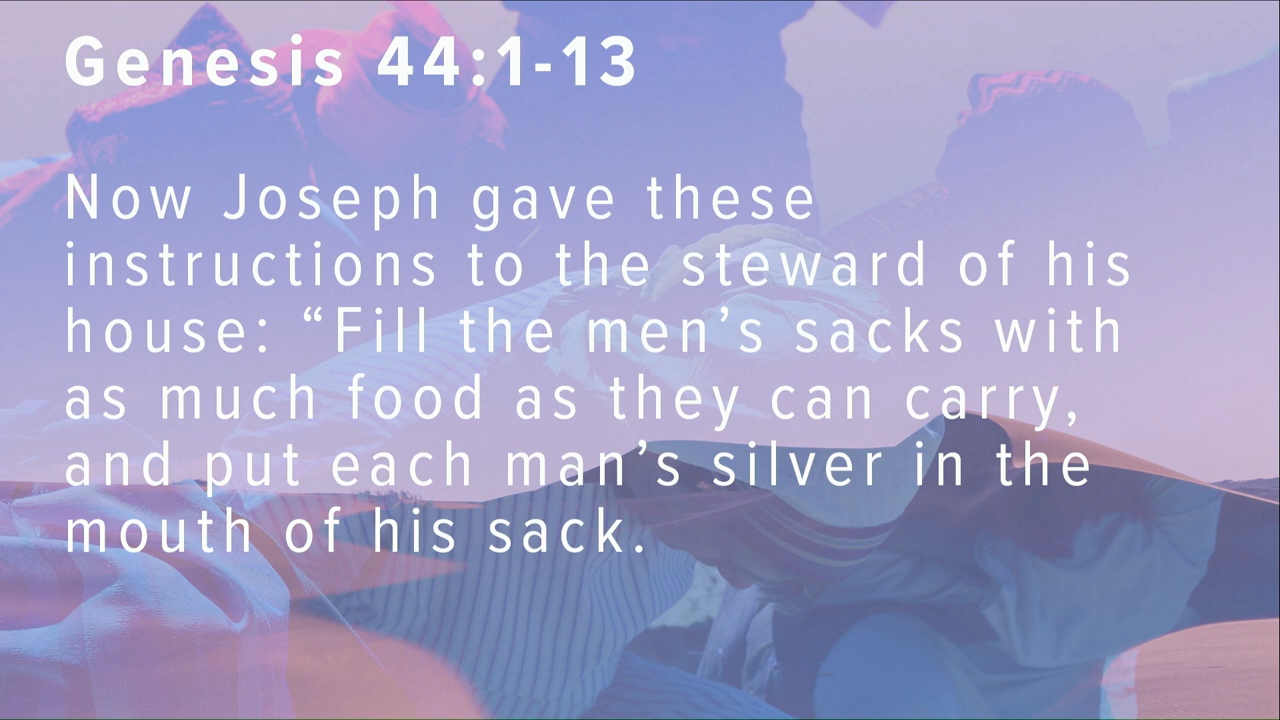 Genesis 44:1-13
Now Joseph gave these
instructions to the steward of his
house: “Fill the men’s sacks with
as much food as they can carry,
and put each man’s silver in the
mouth of his sack.